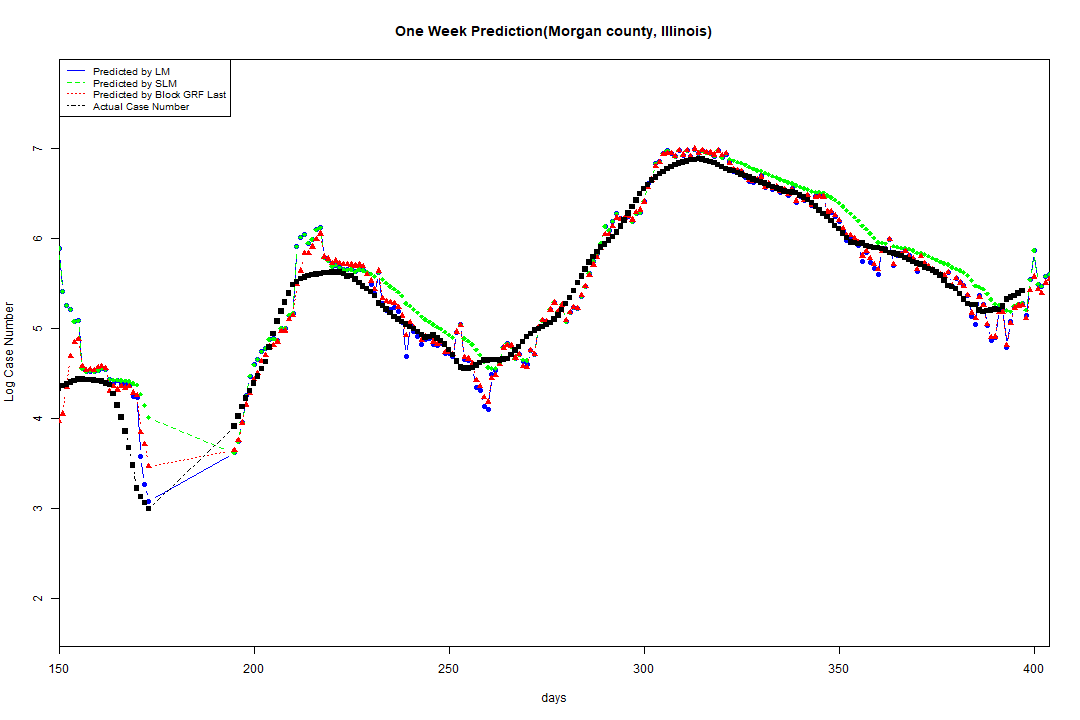 One Week Prediction(Morgan county, Illinois)
Predicted by LM
Predicted by SLM
Predicted by Block GRF Last
Actual Case Number
Log Case Number
7
6
5
4
3
2
150 200 250 300 350 400
days